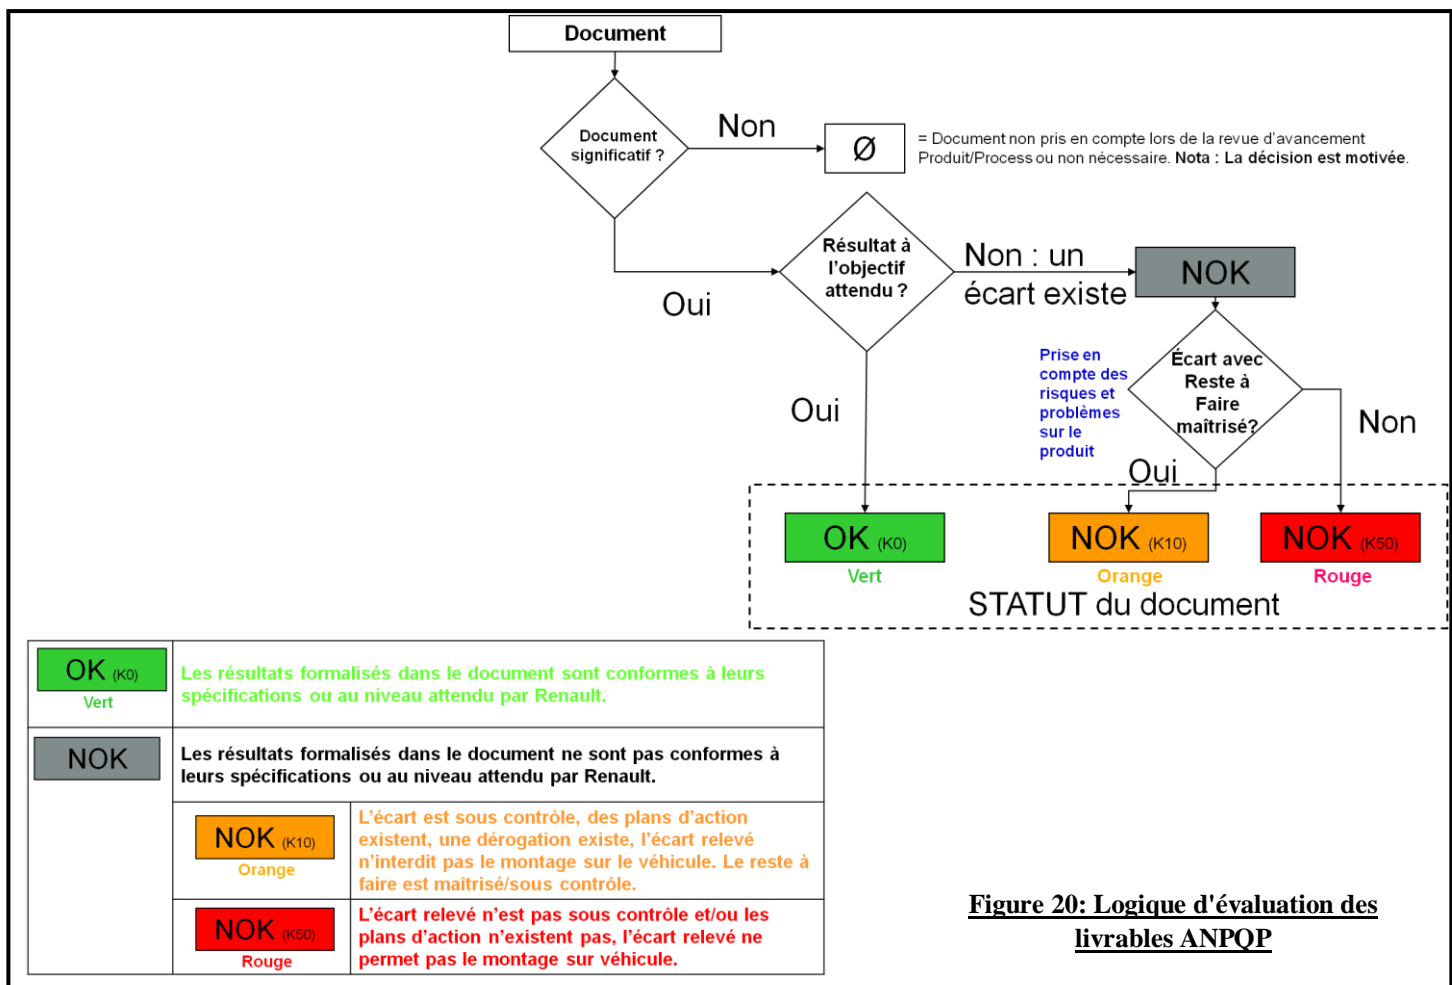 Document
Document
significatif ?
Non
Ø
= Document non pris en compte lors de la revue d'avancement
Produit/Process ou non nécessaire. Nota : La décision est motivée.
Oui
Résultat à
l'objectif
attendu ?
Non : un
écart existe
NOK
Prise en
compte des
risques et
problèmes
sur le
produit
Écart avec
Reste à
Faire
maîtrisé?
Oui
Oui
Non
OK (K0)
Vert
NOK (K10)
Orange
NOK (K50)
Rouge
STATUT du document
OK (K0)
Vert
Les résultats formalisés dans le document sont conformes à leurs
spécifications ou au niveau attendu par Renault.
NOK
Les résultats formalisés dans le document ne sont pas conformes à
leurs spécifications ou au niveau attendu par Renault.
NOK (K10)
Orange
L'écart est sous contrôle, des plans d'action
existent, une dérogation existe, l'écart relevé
n'interdit pas le montage sur le véhicule. Le reste à
faire est maîtrisé/sous contrôle.
NOK (K50)
Rouge
L'écart relevé n'est pas sous contrôle et/ou les
plans d'action n'existent pas, l'écart relevé ne
permet pas le montage sur véhicule.
Figure 20: Logique d'évaluation des
livrables ANPQP